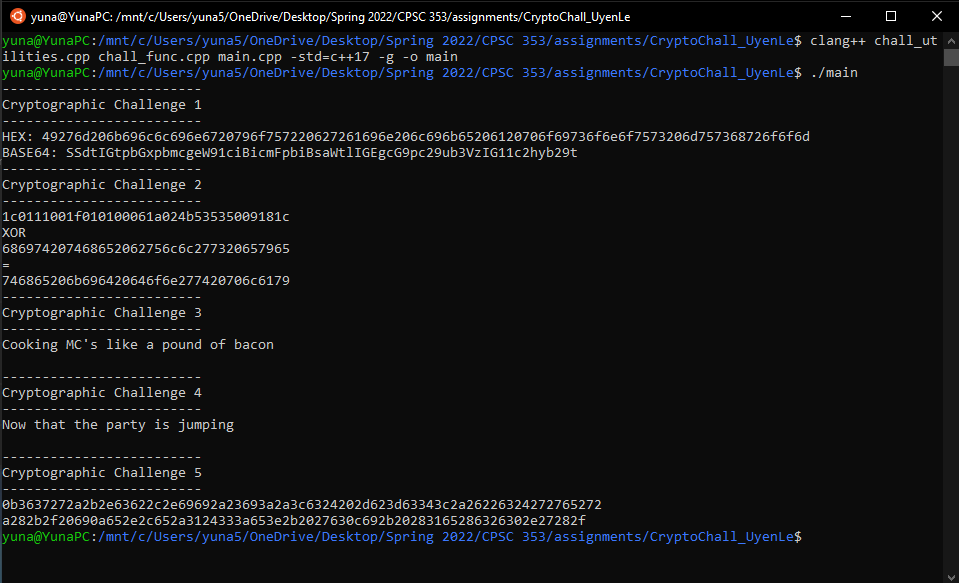 yuna@YunaPC: /mnt/c/Users/yuna5/OneDrive/Desktop/Spring 2022/CPSC 353/assignments/CryptoChall_UyenLe
yuna@YunaPC:/mnt/c/Users/yuna5/OneDrive/Desktop/Spring 2022/CPSC 353/assignments/CryptoChall_UyenLe$ clang++ chall_ut
ilities.cpp chall_func.cpp main.cpp -std=c++17 -g -o main
yuna@YunaPC:/mnt/c/Users/yuna5/OneDrive/Desktop/Spring 2022/CPSC 353/assignments/CryptoChall_UyenLe$ ./main
-------------------------
Cryptographic Challenge 1
-------------------------
HEX: 49276d206b696c6c696e6720796f757220627261696e206c696b65206120706f69736f6e6f7573206d757368726f6f6d
BASE64: SSdtIGtpbGxpbmcgeW91ciBicmFpbiBsaWtlIGEgcG9pc29ub3VzIG11c2hyb29t
-------------------------
Cryptographic Challenge 2
-------------------------
1c0111001f010100061a024b53535009181c
XOR
686974207468652062756c6c277320657965
=
746865206b696420646f6e277420706c6179
-------------------------
Cryptographic Challenge 3
-------------------------
Cooking MC's like a pound of bacon
-------------------------
Cryptographic Challenge 4
-------------------------
Now that the party is jumping
-------------------------
Cryptographic Challenge 5
-------------------------
0b3637272a2b2e63622c2e69692a23693a2a3c6324202d623d63343c2a26226324272765272
a282b2f20690a652e2c652a3124333a653e2b2027630c692b20283165286326302e27282f
yuna@YunaPC:/mnt/c/Users/yuna5/OneDrive/Desktop/Spring 2022/CPSC 353/assignments/CryptoChall_UyenLe$